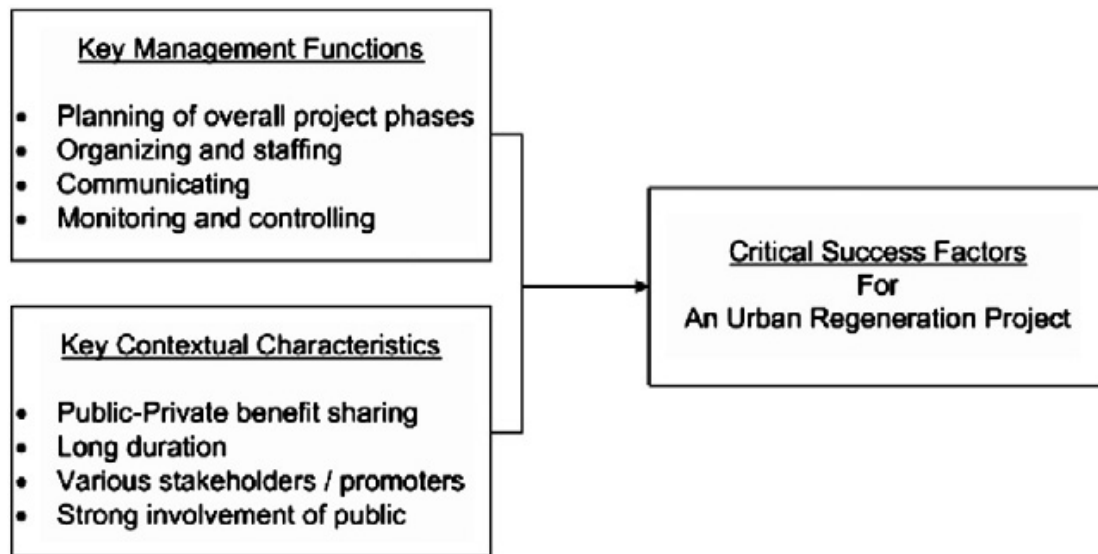 Key Management Functions
• Planning of overall project phases
• Organizing and staffing
• Communicating
• Monitoring and controlling
Key Contextual Characteristics
• Public-Private benefit sharing
• Long duration
• Various stakeholders / promoters
• Strong involvement of public
Critical Success Factors
For
An Urban Regeneration Project